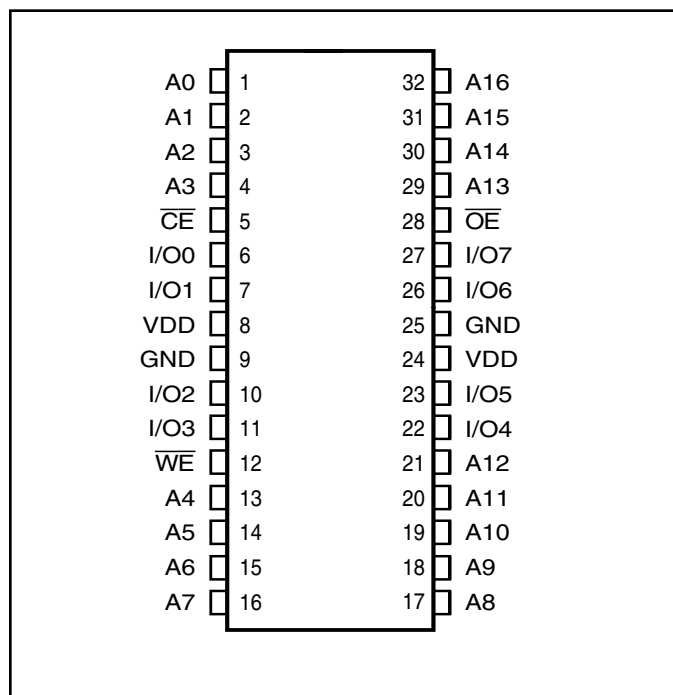 A0 1 32 A16
A1 2 31 A15
A2 3 30 A14
A3 4 29 A13
C̅E̅ 5 28 O̅E̅
I/O0 6 27 I/O7
I/O1 7 26 I/O6
VDD 8 25 GND
GND 9 24 VDD
I/O2 10 23 I/O5
I/O3 11 22 I/O4
W̅E̅ 12 21 A12
A4 13 20 A11
A5 14 19 A10
A6 15 18 A9
A7 16 17 A8